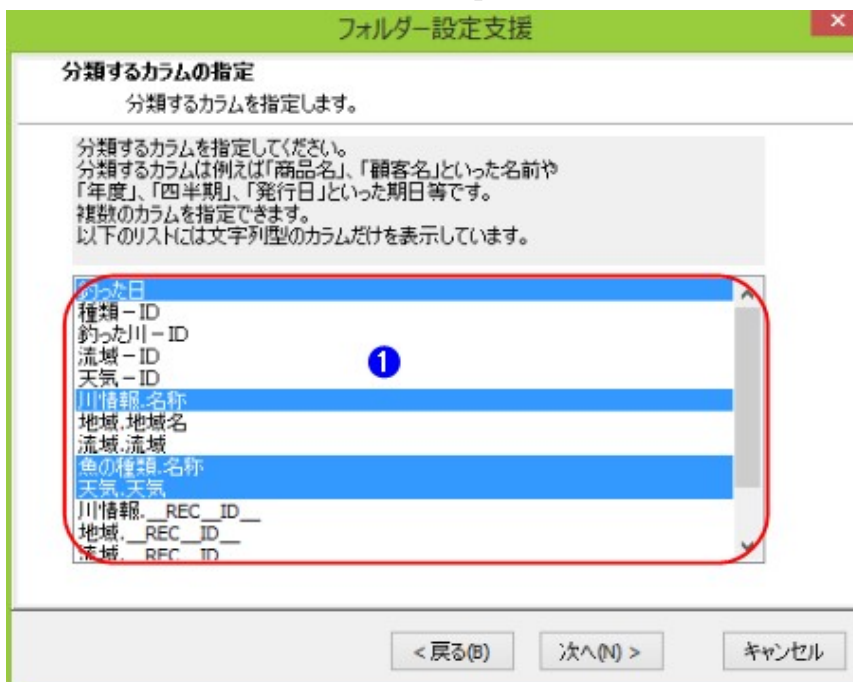 フォルダー設定支援
分類するカラムの指定
分類するカラムを指定します。
分類するカラムを指定してください。
分類するカラムは例えば「商品名」、「顧客名」といった名前や
「年度」、「四半期」、「発行日」といった期日等です。
複数のカラムを指定できます。
以下のリストには文字列型のカラムだけを表示しています。
釣った日
種類－ID
釣った川－ID
流域－ID
天気－ID
1
川情報.名称
地域.地域名
流域.流域
魚の種類.名称
天気.天気
川情報.__REC__ID__
地域.__REC__ID__
流域.__REC__ID__
< 戻る(B)
次へ(N) >
キャンセル